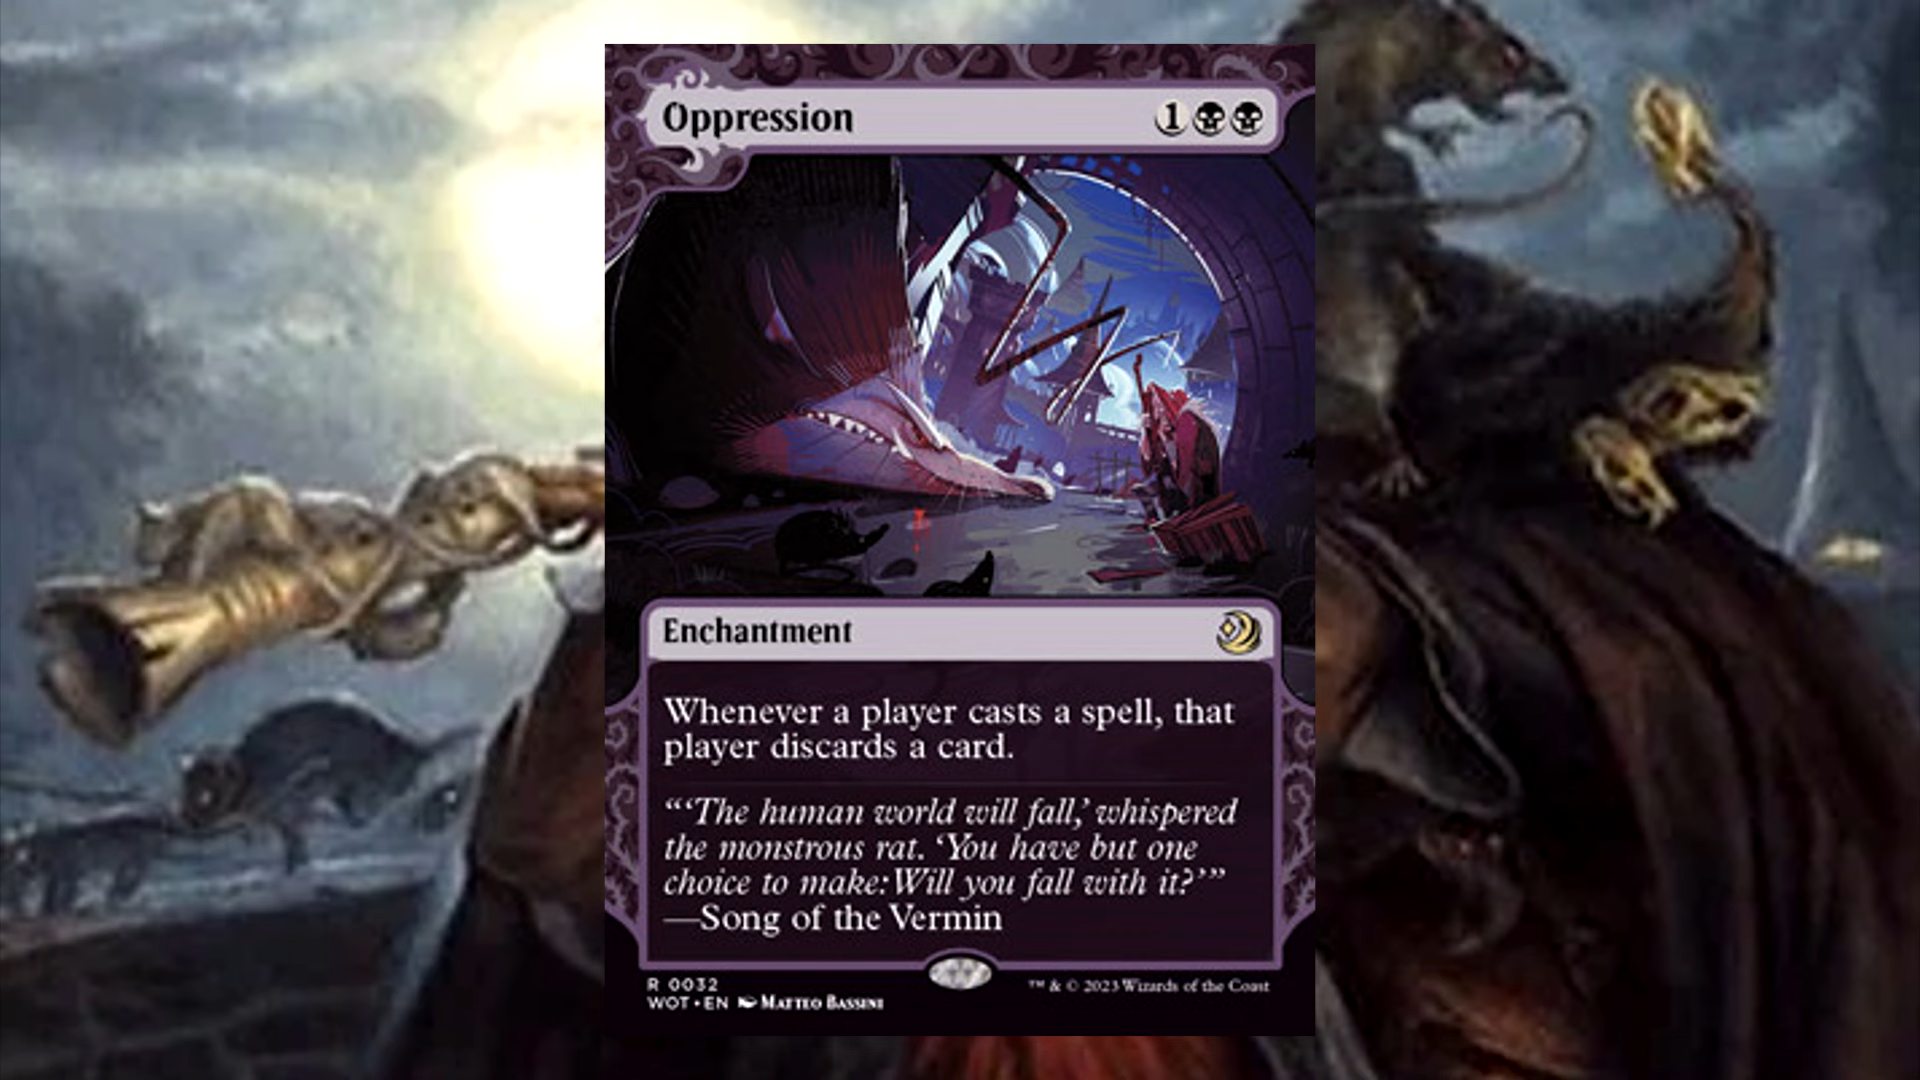 Oppression 1
Enchantment
Whenever a player casts a spell, that
player discards a card.
“‘The human world will fall,’ whispered
the monstrous rat. ‘You have but one
choice to make: Will you fall with it?’”
—Song of the Vermin
R 0032
WOT • EN Matteo Bassini
™ & © 2023 Wizards of the Coast